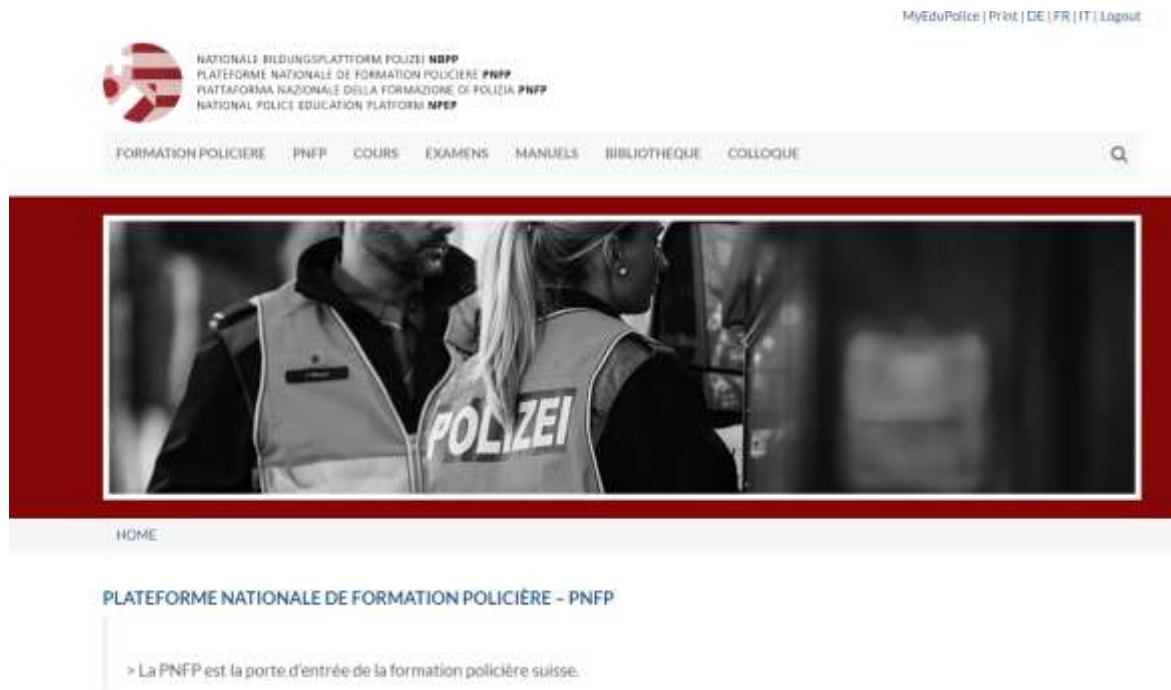 MyEduPolice | Print | DE | FR | IT | Logout
NATIONALE BILDUNGSPLATTFORM POLIZEI NBPP
PLATEFORME NATIONALE DE FORMATION POLICIÈRE PNFP
PIATTAFORMA NAZIONALE DELLA FORMAZIONE DI POLIZIA PNFP
NATIONAL POLICE EDUCATION PLATFORM NPEP
FORMATION POLICIERE PNFP COURS EXAMENS MANUELS BIBLIOTHEQUE COLLOQUE
POLIZEI
HOME
PLATEFORME NATIONALE DE FORMATION POLICIÈRE – PNFP
> La PNFP est la porte d'entrée de la formation policière suisse.